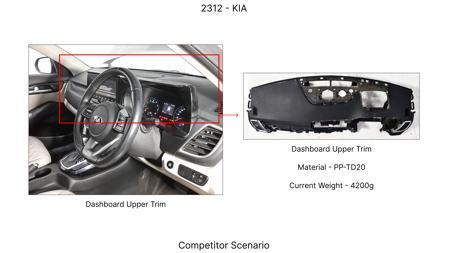 2312 - KIA
Dashboard Upper Trim
Dashboard Upper Trim
Material - PP-TD20
Current Weight - 4200g
Competitor Scenario